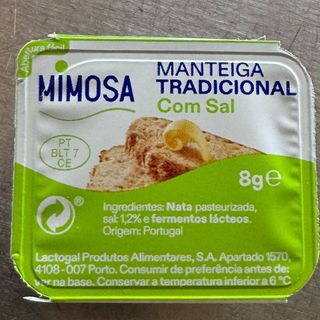 Abertura fácil
MIMOSA
MANTEIGA
TRADICIONAL
Com Sal
PT
BLT 7
CE
8g℮
Ingredientes: Nata pasteurizada,
sal: 1,2% e fermentos lácteos.
Origem: Portugal
Lactogal Produtos Alimentares, S.A. Apartado 1570,
4108-007 Porto. Consumir de preferência antes de:
ver na base. Conservar a temperatura inferior a 6 °C